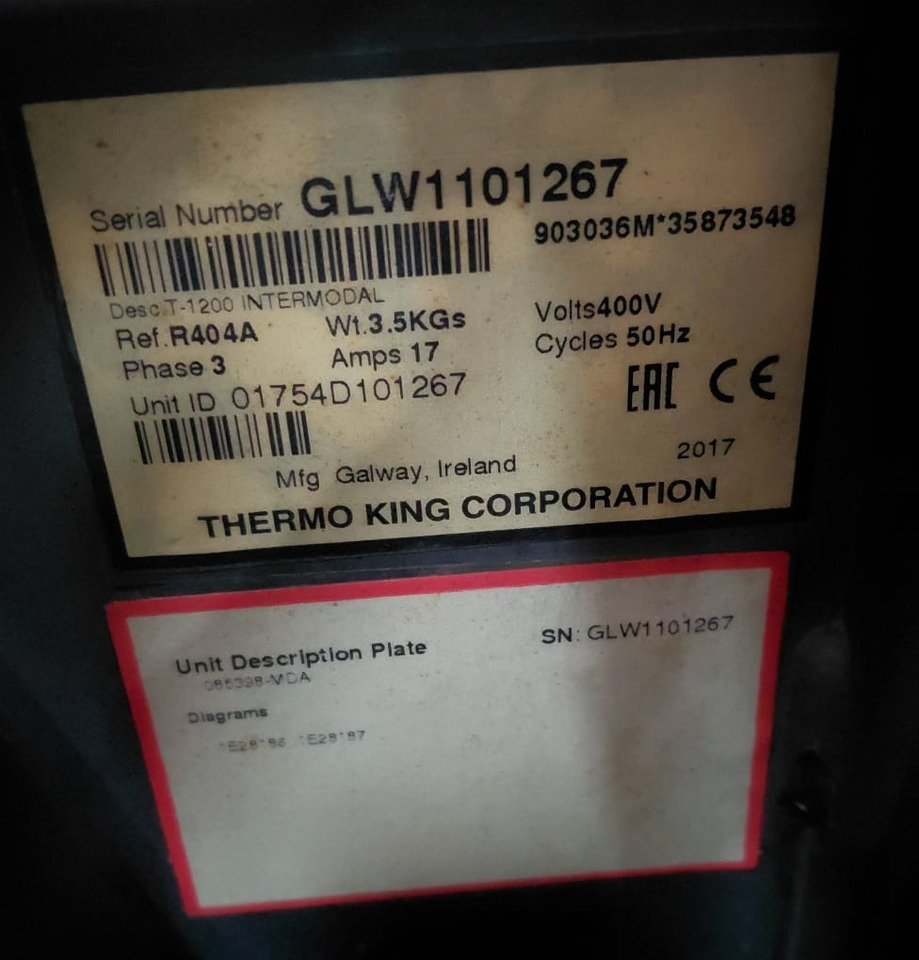 Serial Number GLW1101267
903036M*35873548
Desc.T-1200 INTERMODAL
Ref.R404A Wt.3.5KGs Volts400V
Phase 3 Amps 17 Cycles 50Hz
Unit ID 01754D101267 EAC CE
Mfg Galway, Ireland 2017
THERMO KING CORPORATION
Unit Description Plate SN: GLW1101267
Diagrams